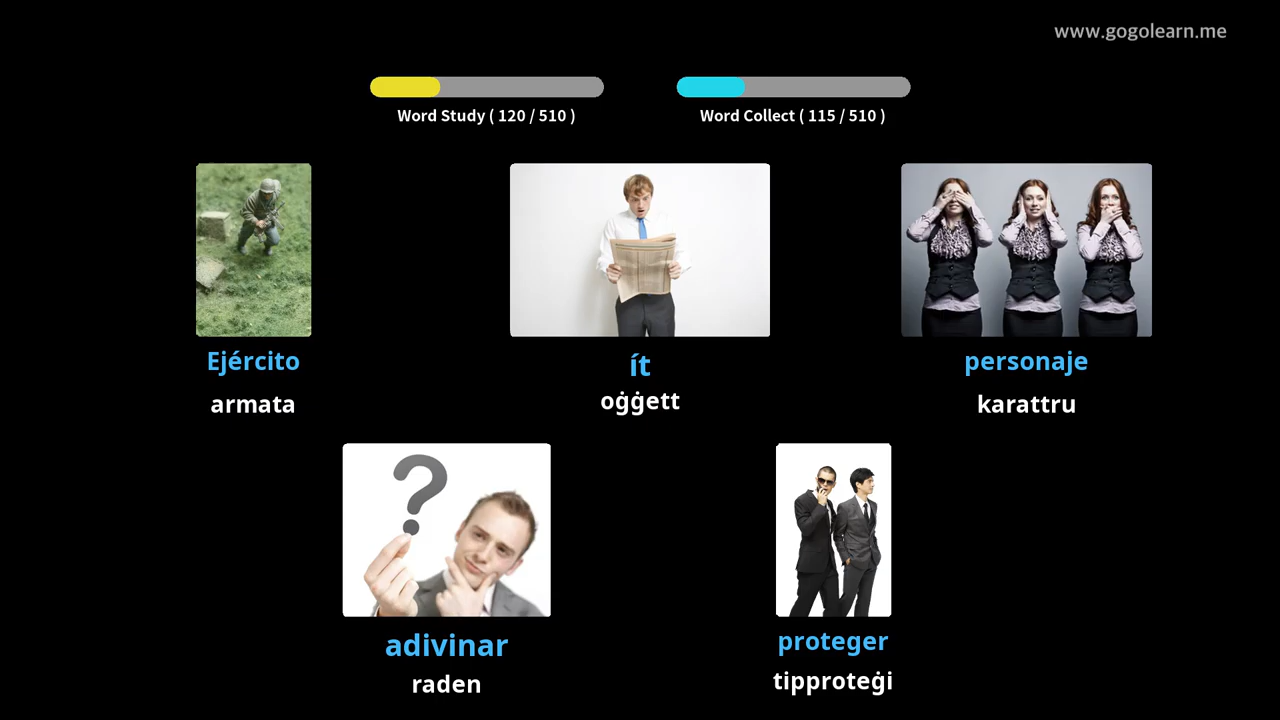 www.gogolearn.me
Word Study ( 120 / 510 )
Word Collect ( 115 / 510 )
Ejército
armata
ít
oġġett
personaje
karattru
adivinar
raden
proteger
tipproteġi